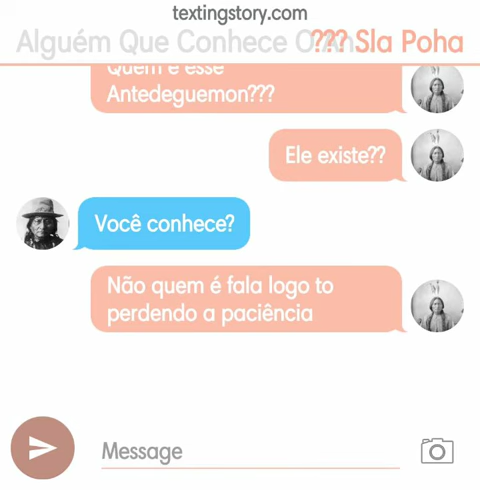 textingstory.com
Alguém Que Conhece O
??? Sla Poha
Quem é esse
Antedeguemon???
Ele existe??
Você conhece?
Não quem é fala logo to
perdendo a paciência
Message